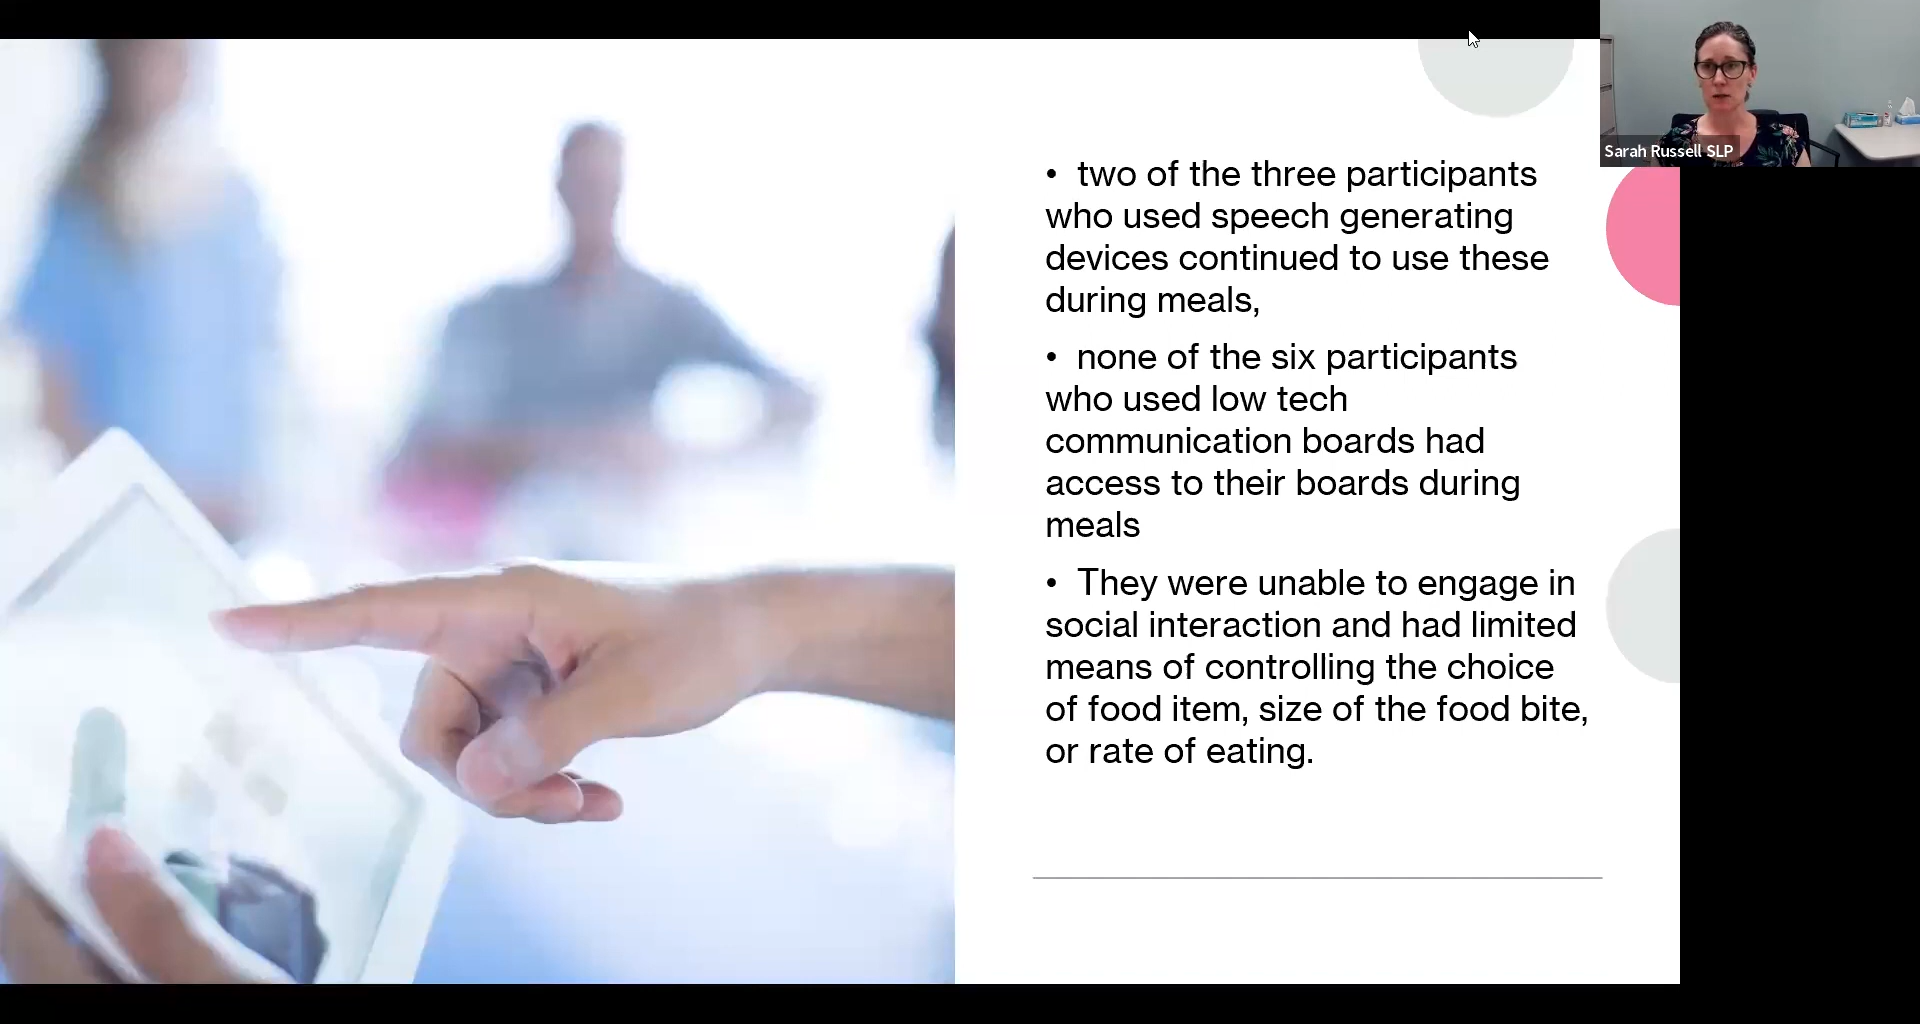 Sarah Russell SLP
• two of the three participants
who used speech generating
devices continued to use these
during meals,
• none of the six participants
who used low tech
communication boards had
access to their boards during
meals
• They were unable to engage in
social interaction and had limited
means of controlling the choice
of food item, size of the food bite,
or rate of eating.